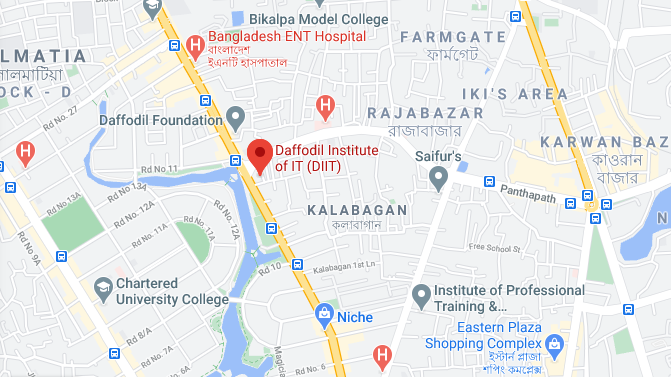 Bikalpa Model College
Bangladesh ENT Hospital
বাংলাদেশ
ইএনটি হাসপাতাল
FARMGATE
ফার্মগেট
LMATIA
লালমাটিয়া
OCK - D
IKI'S AREA
Rd No. 27
Daffodil Foundation
RAJABAZAR
রাজাবাজার
KARWAN BAZ
কাওরান
বাজার
Daffodil Institute
of IT (DIIT)
Saifur's
Rd No 11
Panthapath
Rd No. 13A
Rd No. 12A
Rd No. 11A
Rd No. 12A
Rd No 9A
KALABAGAN
কলাবাগান
N
Free School St
Rd 10
Kalabagan 1st Ln
Chartered
University College
Institute of Professional
Training &...
Niche
Rd 8/A
Rd No. 7A
Rd No. 6A
Rd No. 6
Eastern Plaza
Shopping Complex
ইস্টার্ন প্লাজা
শপিং কমপ্লেক্স